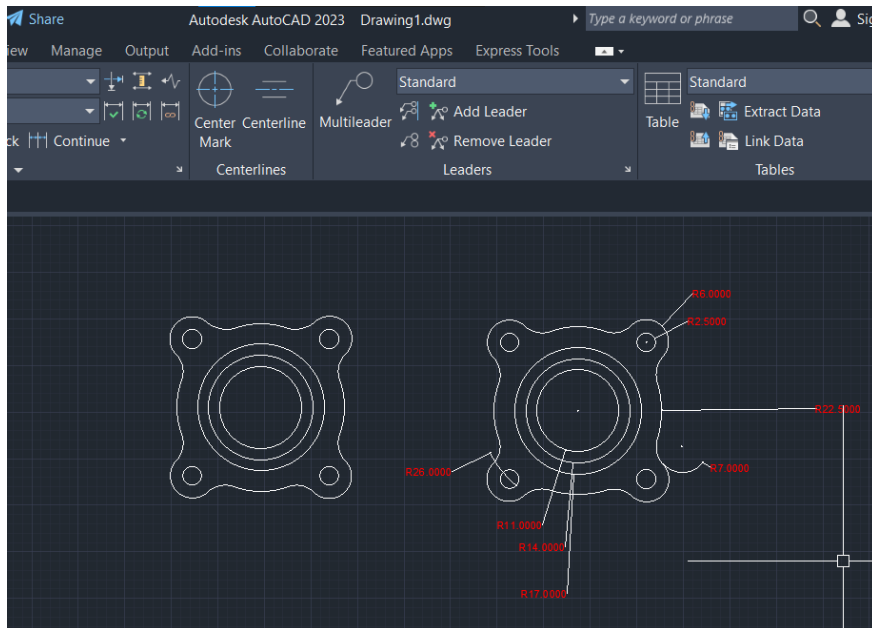 Share Autodesk AutoCAD 2023 Drawing1.dwg Type a keyword or phrase
Manage Output Add-ins Collaborate Featured Apps Express Tools
Standard Standard
Add Leader Extract Data
Center Mark Centerline Multileader Table
Continue Remove Leader Link Data
Centerlines Leaders Tables
R6.0000
R2.5000
R22.5000
R7.0000
R26.0000
R11.0000
R14.0000
R17.0000